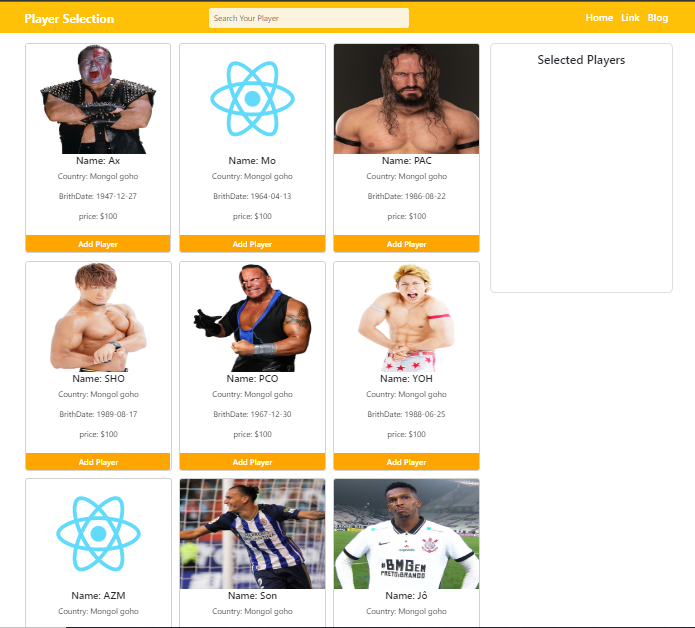 Player Selection
Search Your Player
Home Link Blog
Selected Players
Name: Ax
Country: Mongol goho
BrithDate: 1947-12-27
price: $100
Add Player
Name: Mo
Country: Mongol goho
BrithDate: 1964-04-13
price: $100
Add Player
Name: PAC
Country: Mongol goho
BrithDate: 1986-08-22
price: $100
Add Player
Name: SHO
Country: Mongol goho
BrithDate: 1989-08-17
price: $100
Add Player
Name: PCO
Country: Mongol goho
BrithDate: 1967-12-30
price: $100
Add Player
Name: YOH
Country: Mongol goho
BrithDate: 1988-06-25
price: $100
Add Player
Name: AZM
Country: Mongol goho
Name: Son
Country: Mongol goho
#BMGEM
PRETOEBRANDO
Name: Jô
Country: Mongol goho